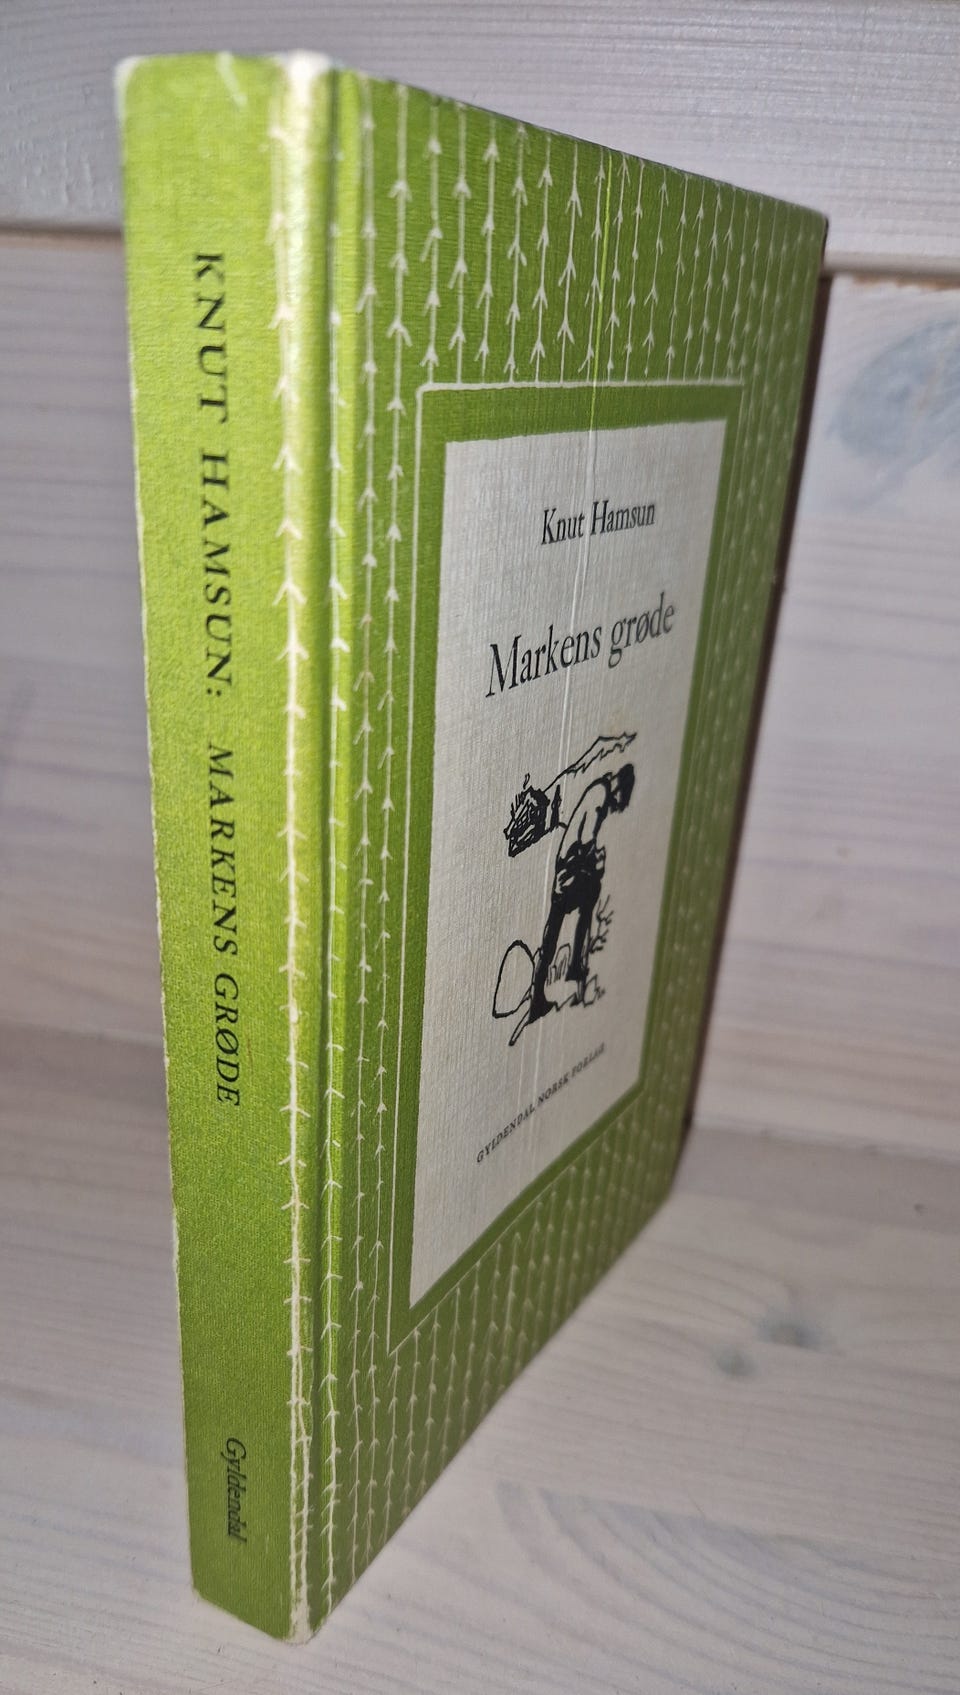 KNUT HAMSUN: MARKENS GRØDE
Gyldendal
Knut Hamsun
Markens grøde
GYLDENDAL NORSK FORLAG